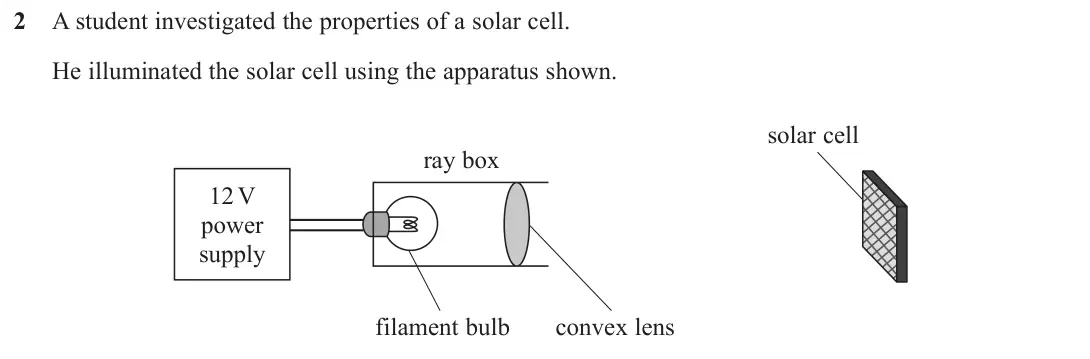 2 A student investigated the properties of a solar cell.
He illuminated the solar cell using the apparatus shown.
solar cell
ray box
12 V
power
supply
filament bulb
convex lens